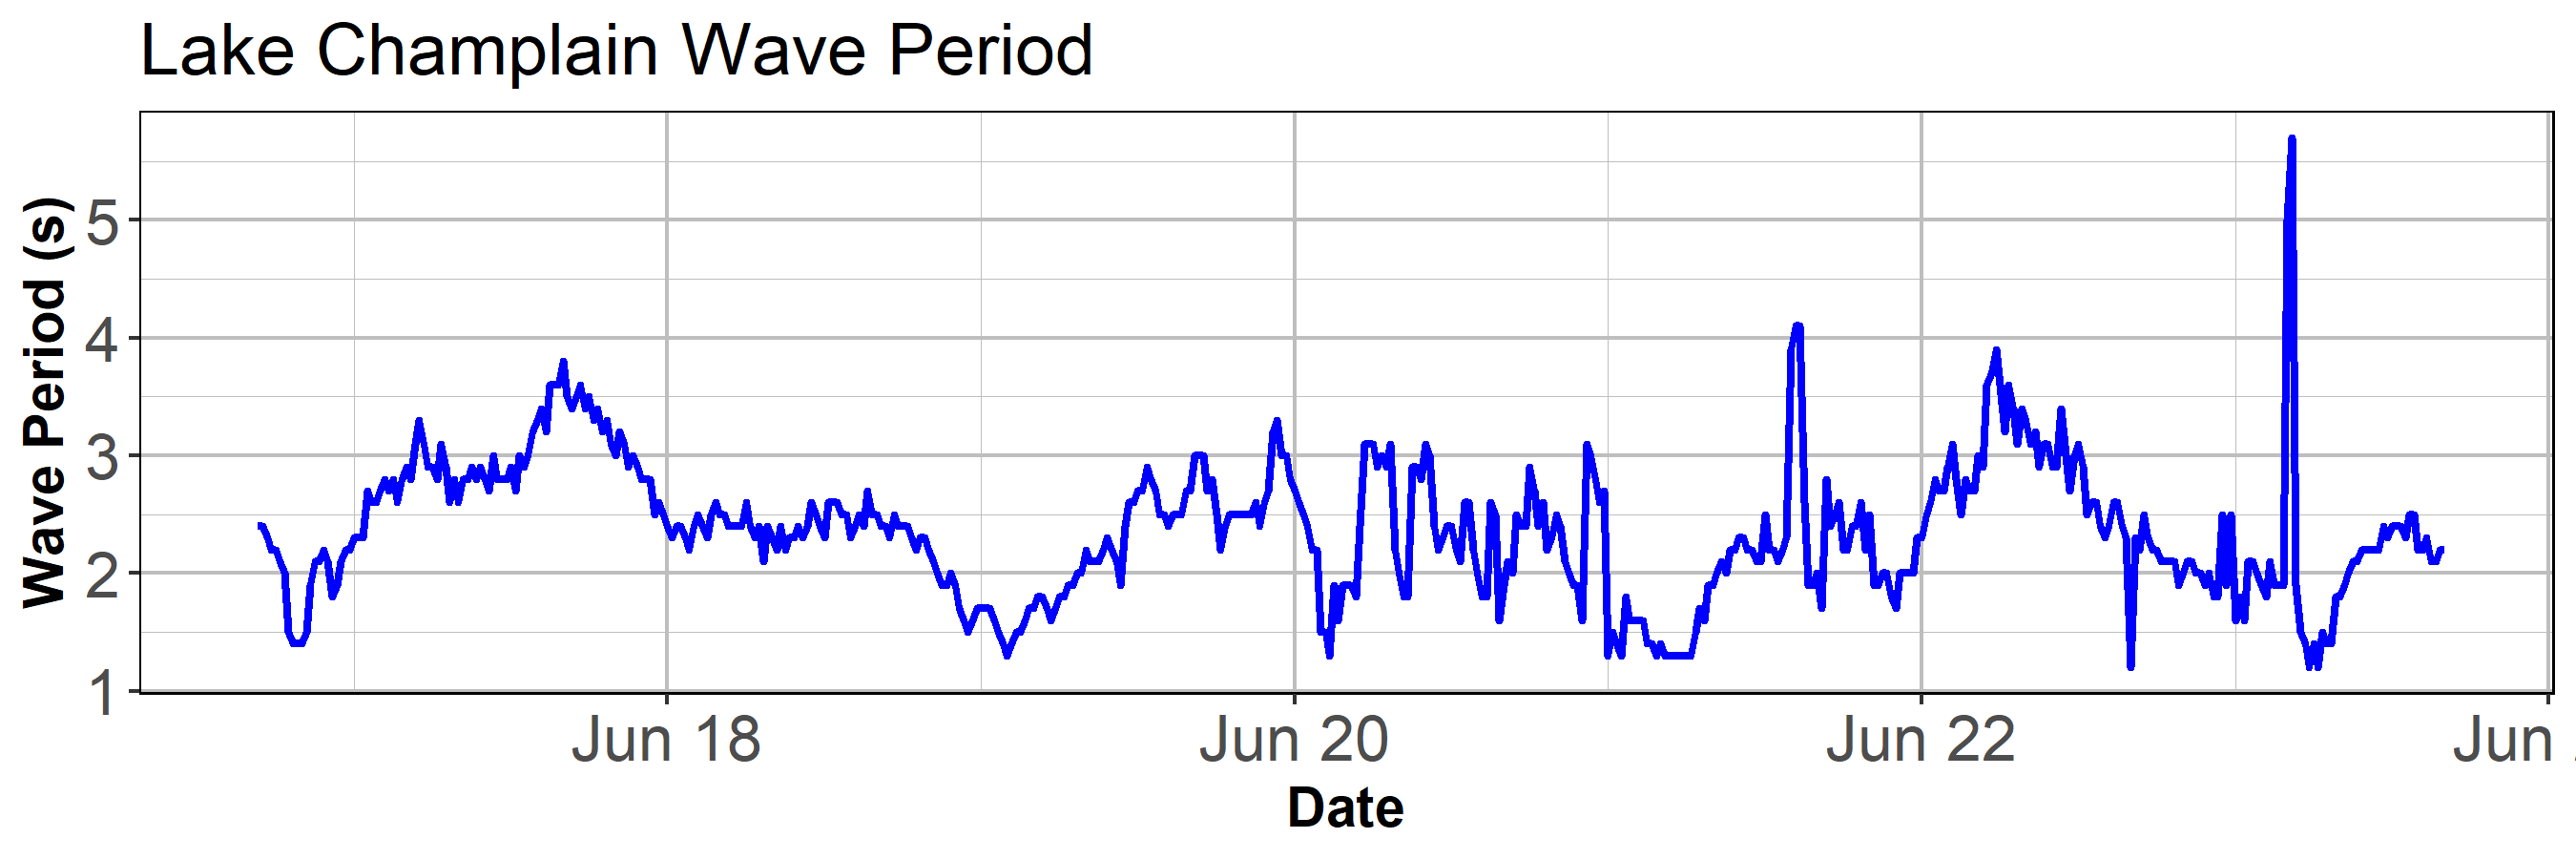 Lake Champlain Wave Period
Wave Period (s)
5
4
3
2
1
Jun 18
Jun 20
Jun 22
Jun
Date